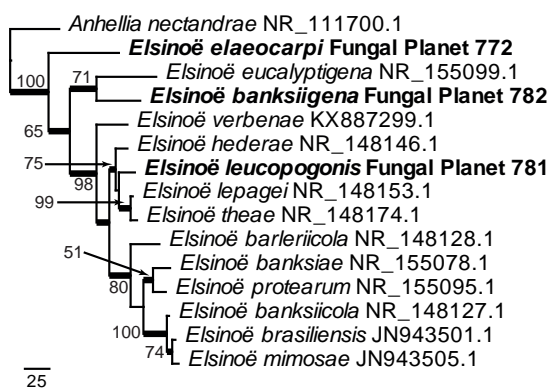 Anhellia nectandrae NR_111700.1
Elsinoë elaeocarpi Fungal Planet 772
100
71
Elsinoë eucalyptigena NR_155099.1
Elsinoë banksiigena Fungal Planet 782
65
Elsinoë verbenae KX887299.1
Elsinoë hederae NR_148146.1
75
98
Elsinoë leucopogonis Fungal Planet 781
Elsinoë lepagei NR_148153.1
99
Elsinoë theae NR_148174.1
Elsinoë barleriicola NR_148128.1
51
Elsinoë banksiae NR_155078.1
80
Elsinoë protearum NR_155095.1
Elsinoë banksiicola NR_148127.1
100
Elsinoë brasiliensis JN943501.1
74
Elsinoë mimosae JN943505.1
25